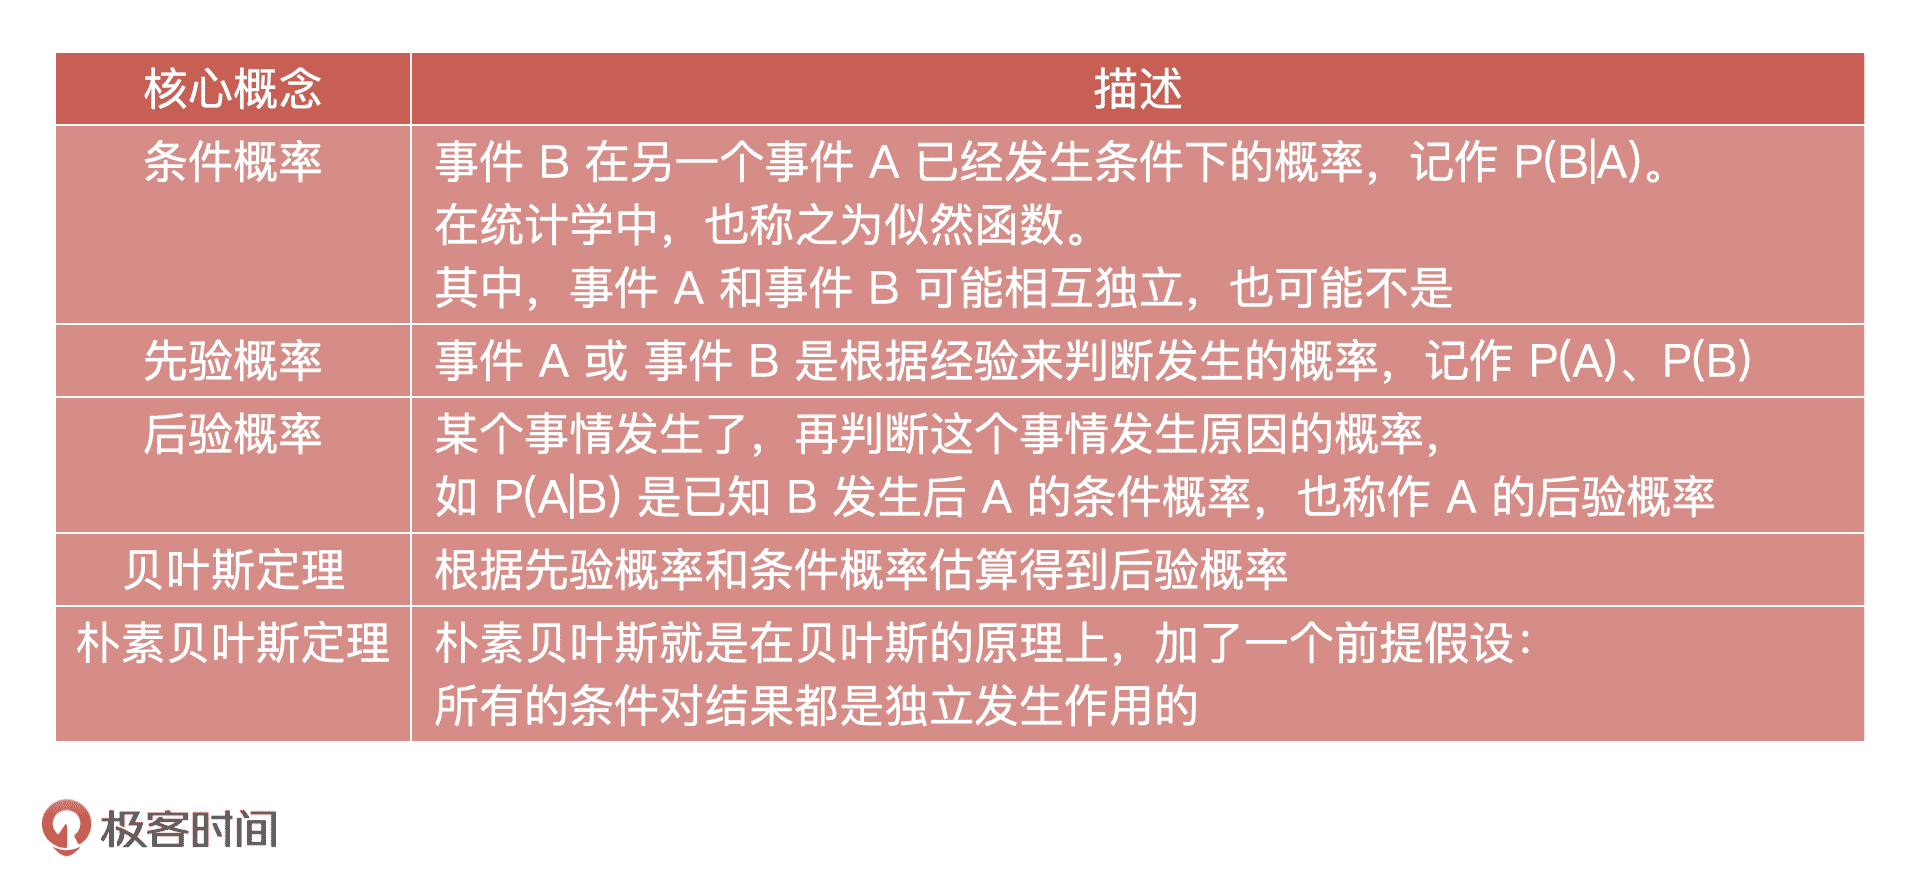 核心概念
描述
条件概率
事件 B 在另一个事件 A 已经发生条件下的概率，记作 P(B|A)。
在统计学中，也称之为似然函数。
其中，事件 A 和事件 B 可能相互独立，也可能不是
先验概率
事件 A 或 事件 B 是根据经验来判断发生的概率，记作 P(A)、P(B)
后验概率
某个事情发生了，再判断这个事情发生原因的概率，
如 P(A|B) 是已知 B 发生后 A 的条件概率，也称作 A 的后验概率
贝叶斯定理
根据先验概率和条件概率估算得到后验概率
朴素贝叶斯定理
朴素贝叶斯就是在贝叶斯的原理上，加了一个前提假设：
所有的条件对结果都是独立发生作用的
极客时间